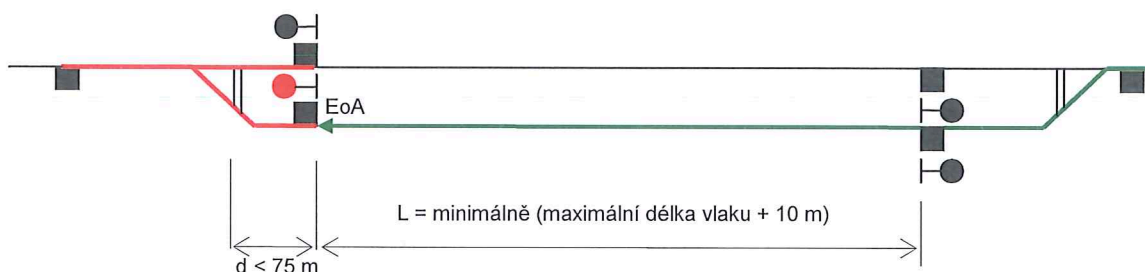 EoA
L = minimálně (maximální délka vlaku + 10 m)
d < 75 m